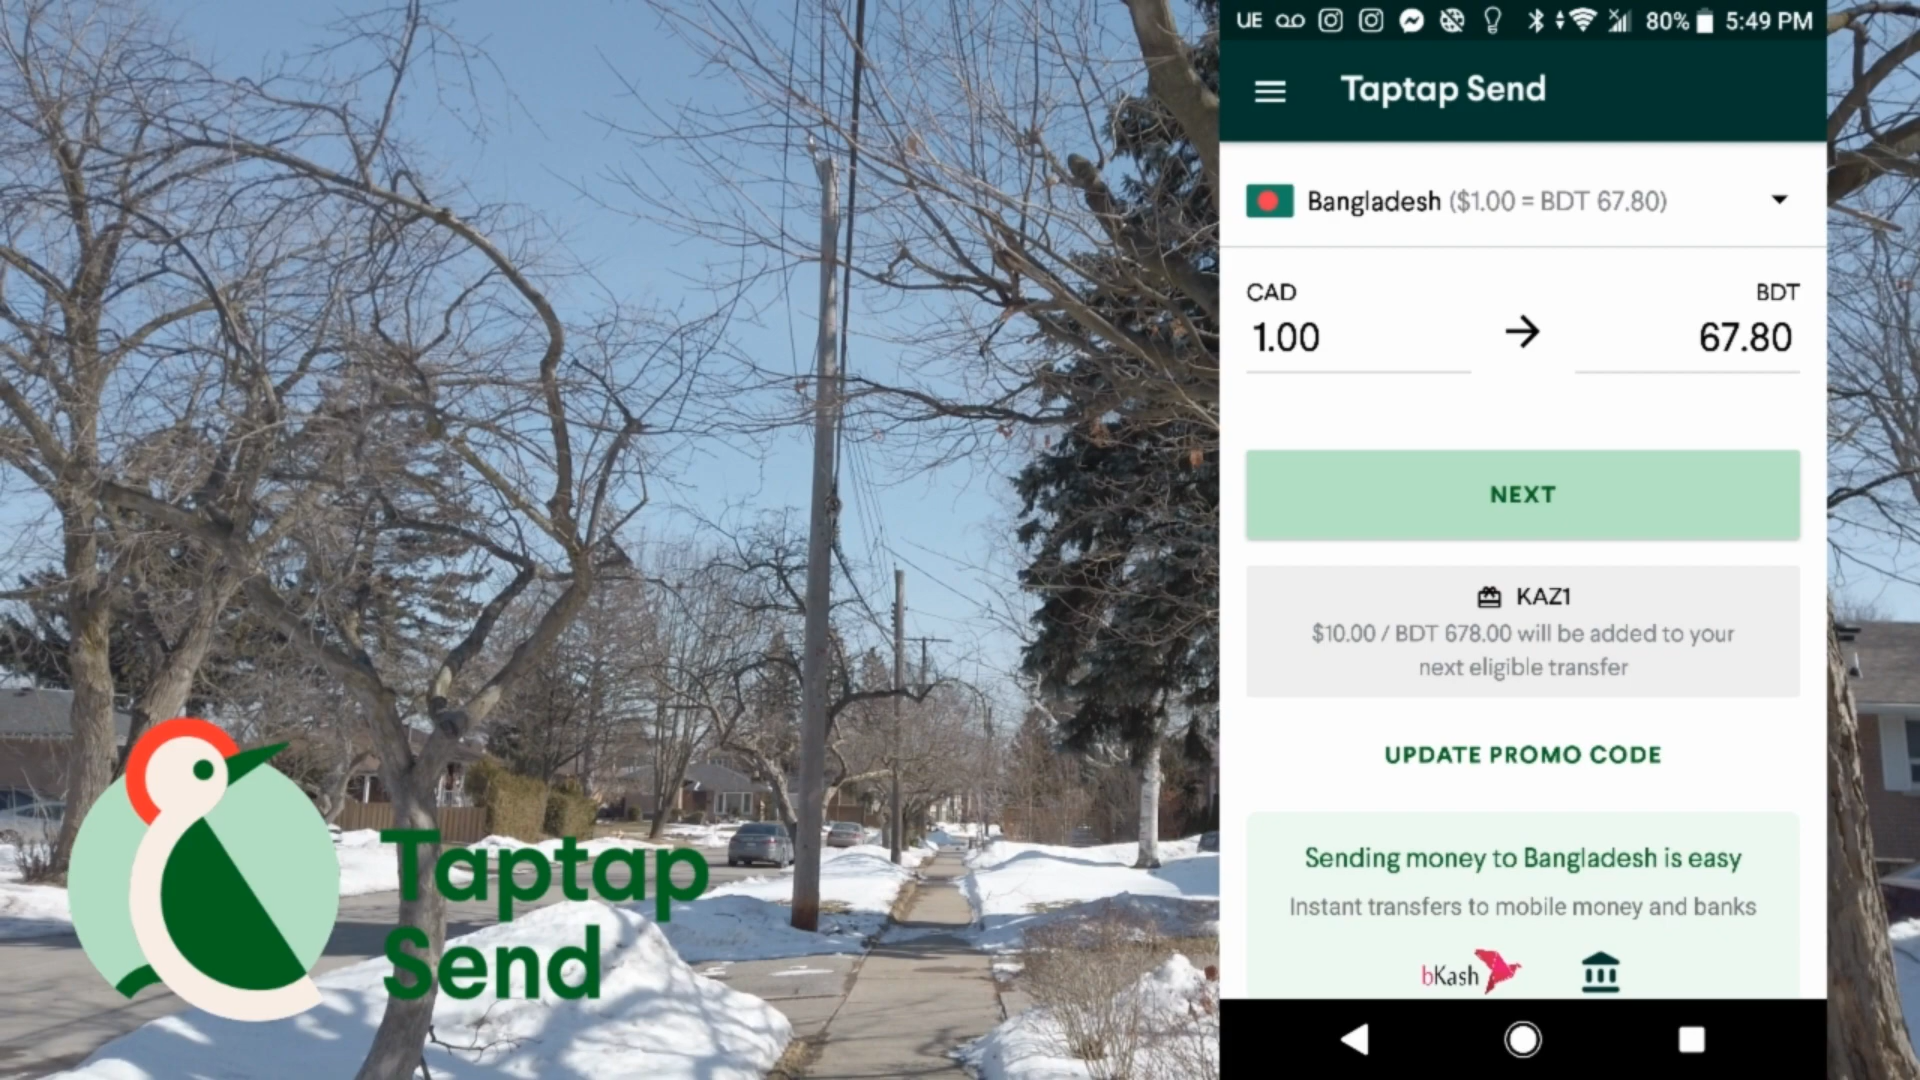 UE 80% 5:49 PM
Taptap Send
Bangladesh ($1.00 = BDT 67.80)
CAD
BDT
1.00
67.80
NEXT
KAZ1
$10.00 / BDT 678.00 will be added to your
next eligible transfer
UPDATE PROMO CODE
Sending money to Bangladesh is easy
Instant transfers to mobile money and banks
bKash
Taptap
Send